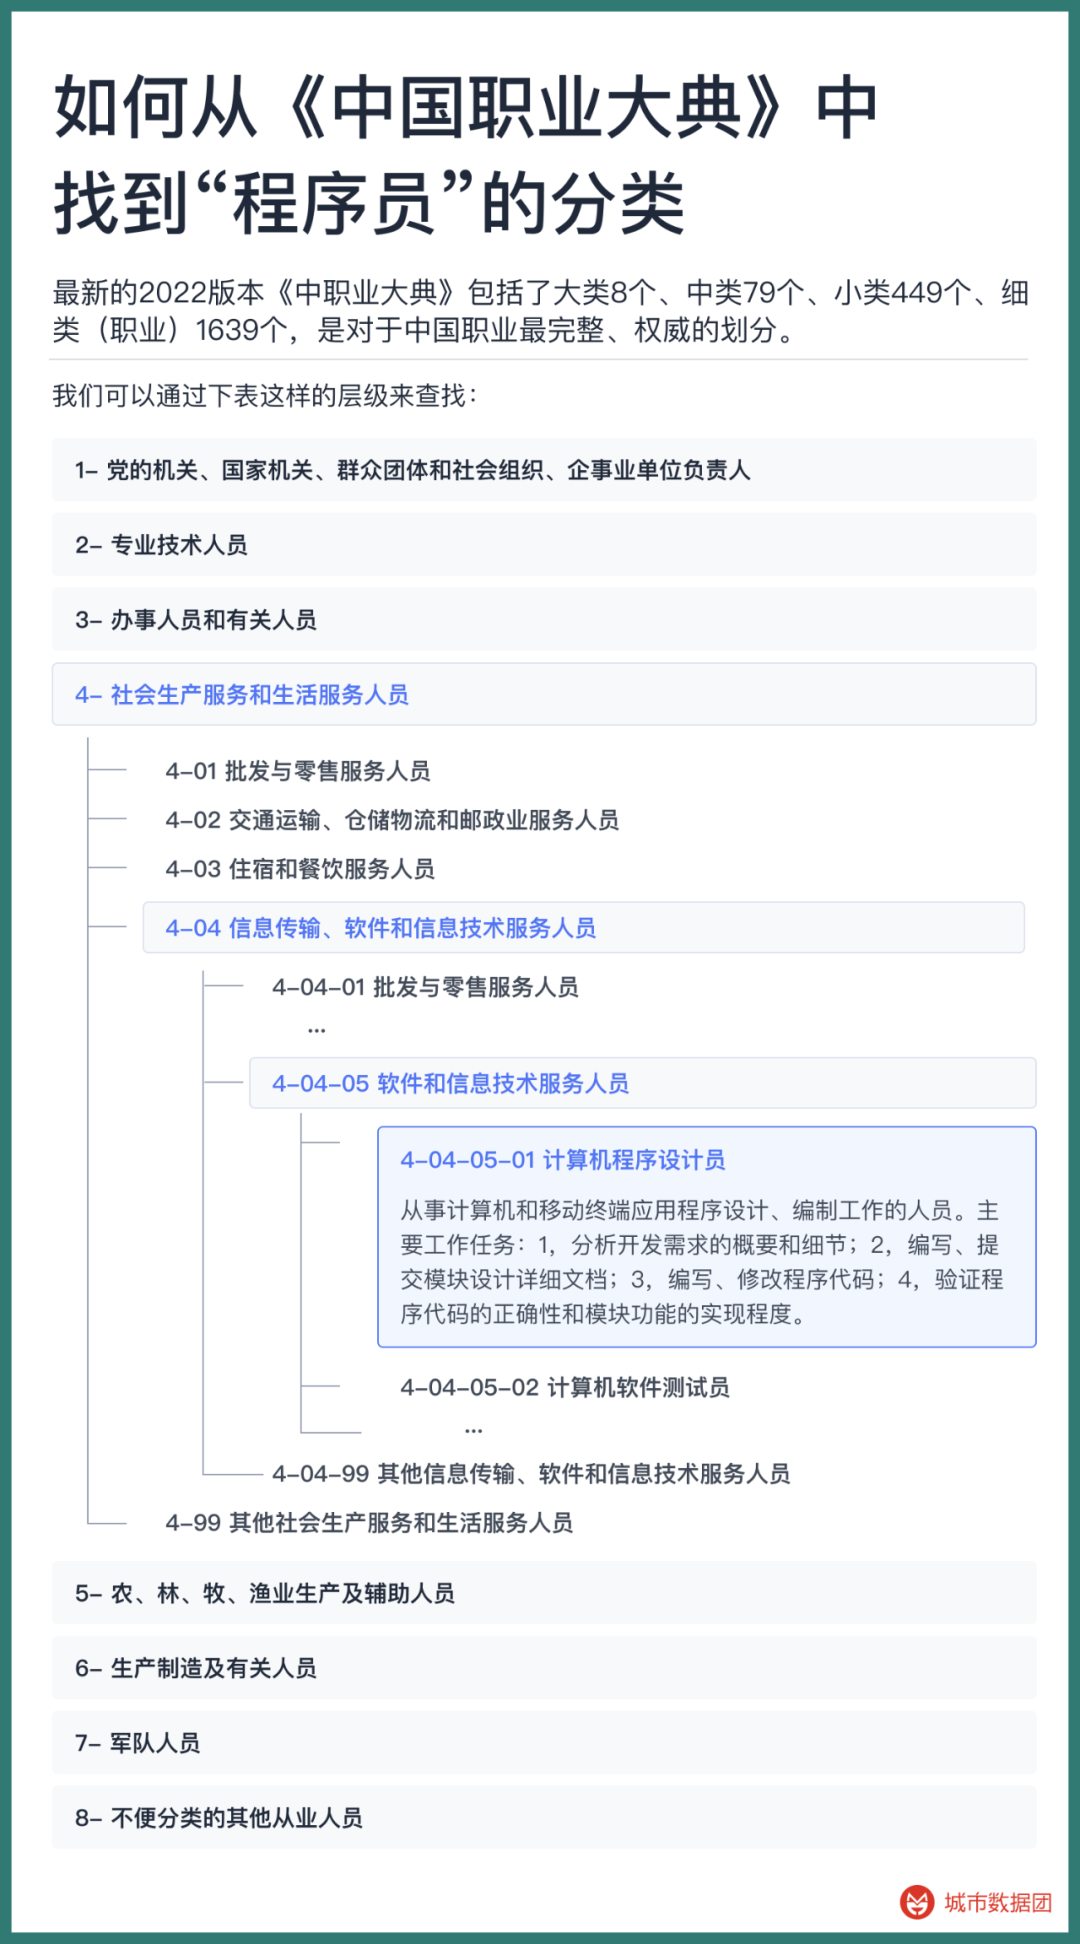 如何从《中国职业大典》中
找到“程序员”的分类
最新的2022版本《中职业大典》包括了大类8个、中类79个、小类449个、细
类（职业）1639个，是对于中国职业最完整、权威的划分。
我们可以通过下表这样的层级来查找：
1– 党的机关、国家机关、群众团体和社会组织、企事业单位负责人
2– 专业技术人员
3– 办事人员和有关人员
4– 社会生产服务和生活服务人员
4–01 批发与零售服务人员
4–02 交通运输、仓储物流和邮政业服务人员
4–03 住宿和餐饮服务人员
4–04 信息传输、软件和信息技术服务人员
4–04–01 批发与零售服务人员
...
4–04–05 软件和信息技术服务人员
4–04–05–01 计算机程序设计员
从事计算机和移动终端应用程序设计、编制工作的人员。主
要工作任务：1，分析开发需求的概要和细节；2，编写、提
交模块设计详细文档；3，编写、修改程序代码；4，验证程
序代码的正确性和模块功能的实现程度。
4–04–05–02 计算机软件测试员
...
4–04–99 其他信息传输、软件和信息技术服务人员
4–99 其他社会生产服务和生活服务人员
5– 农、林、牧、渔业生产及辅助人员
6– 生产制造及有关人员
7– 军队人员
8– 不便分类的其他从业人员
城市数据团